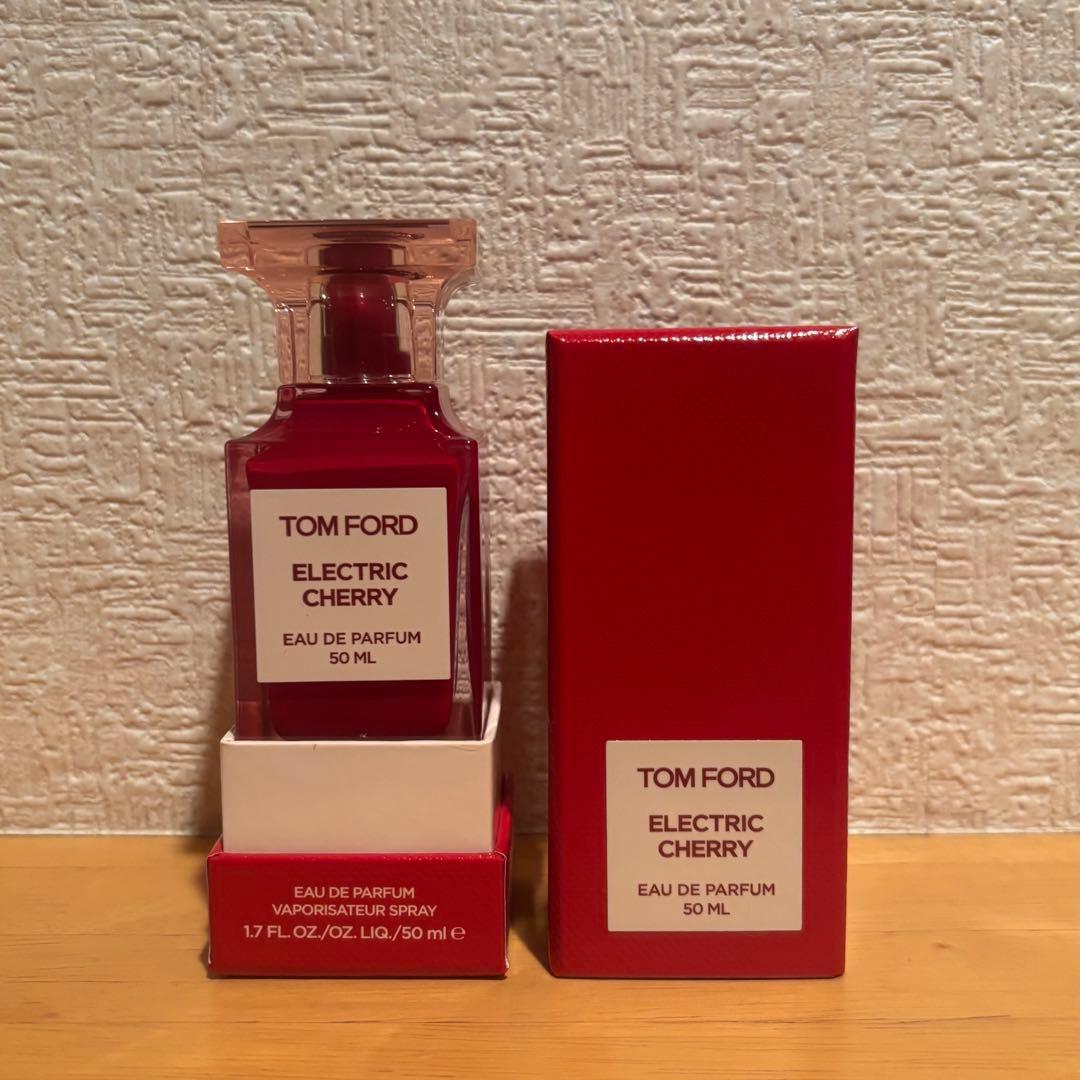 TOM FORD
ELECTRIC
CHERRY
EAU DE PARFUM
50 ML
EAU DE PARFUM
VAPORISATEUR SPRAY
1.7 FL. OZ./OZ. LIQ./50 ml ℮
TOM FORD
ELECTRIC
CHERRY
EAU DE PARFUM
50 ML